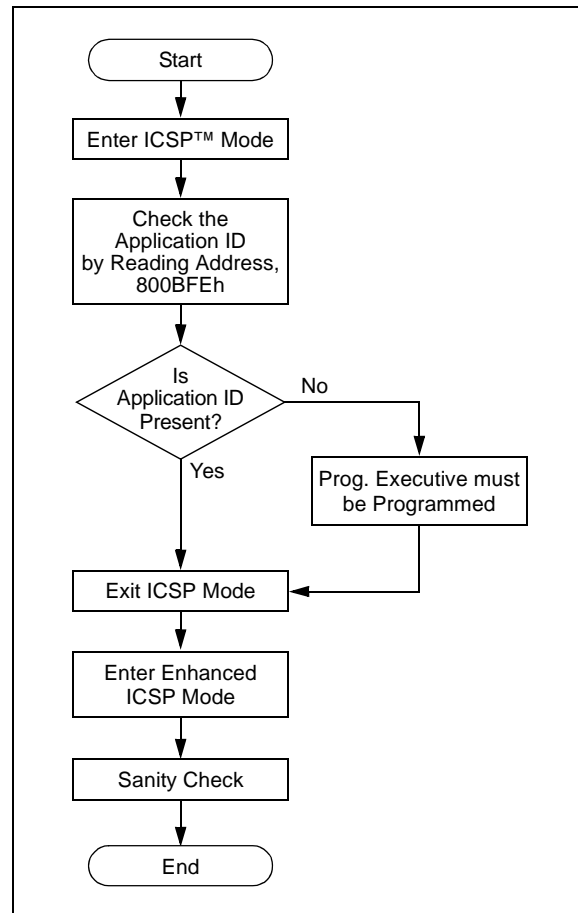 Start
Enter ICSP™ Mode
Check the
Application ID
by Reading Address,
800BFEh
Is
Application ID
Present?
No
Yes
Prog. Executive must
be Programmed
Exit ICSP Mode
Enter Enhanced
ICSP Mode
Sanity Check
End